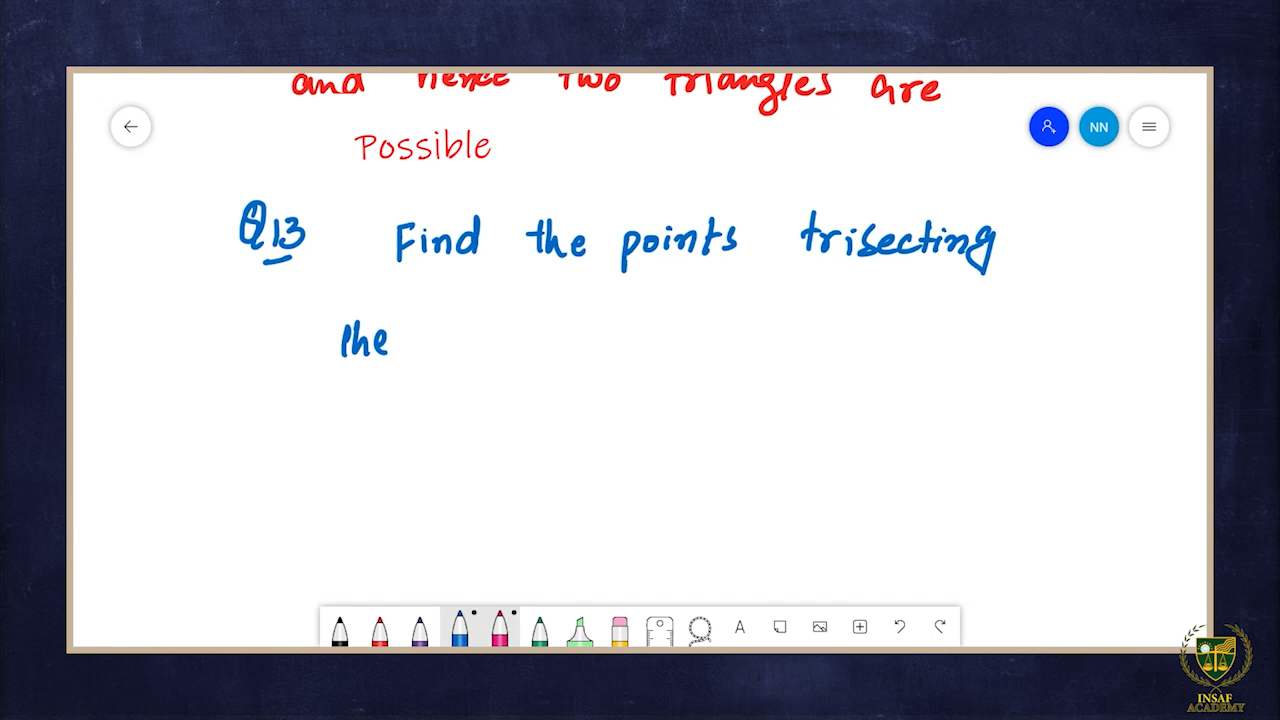 and hence two triangles are
Possible
NN
Q13 Find the points trisecting
the
A
INSAF
ACADEMY